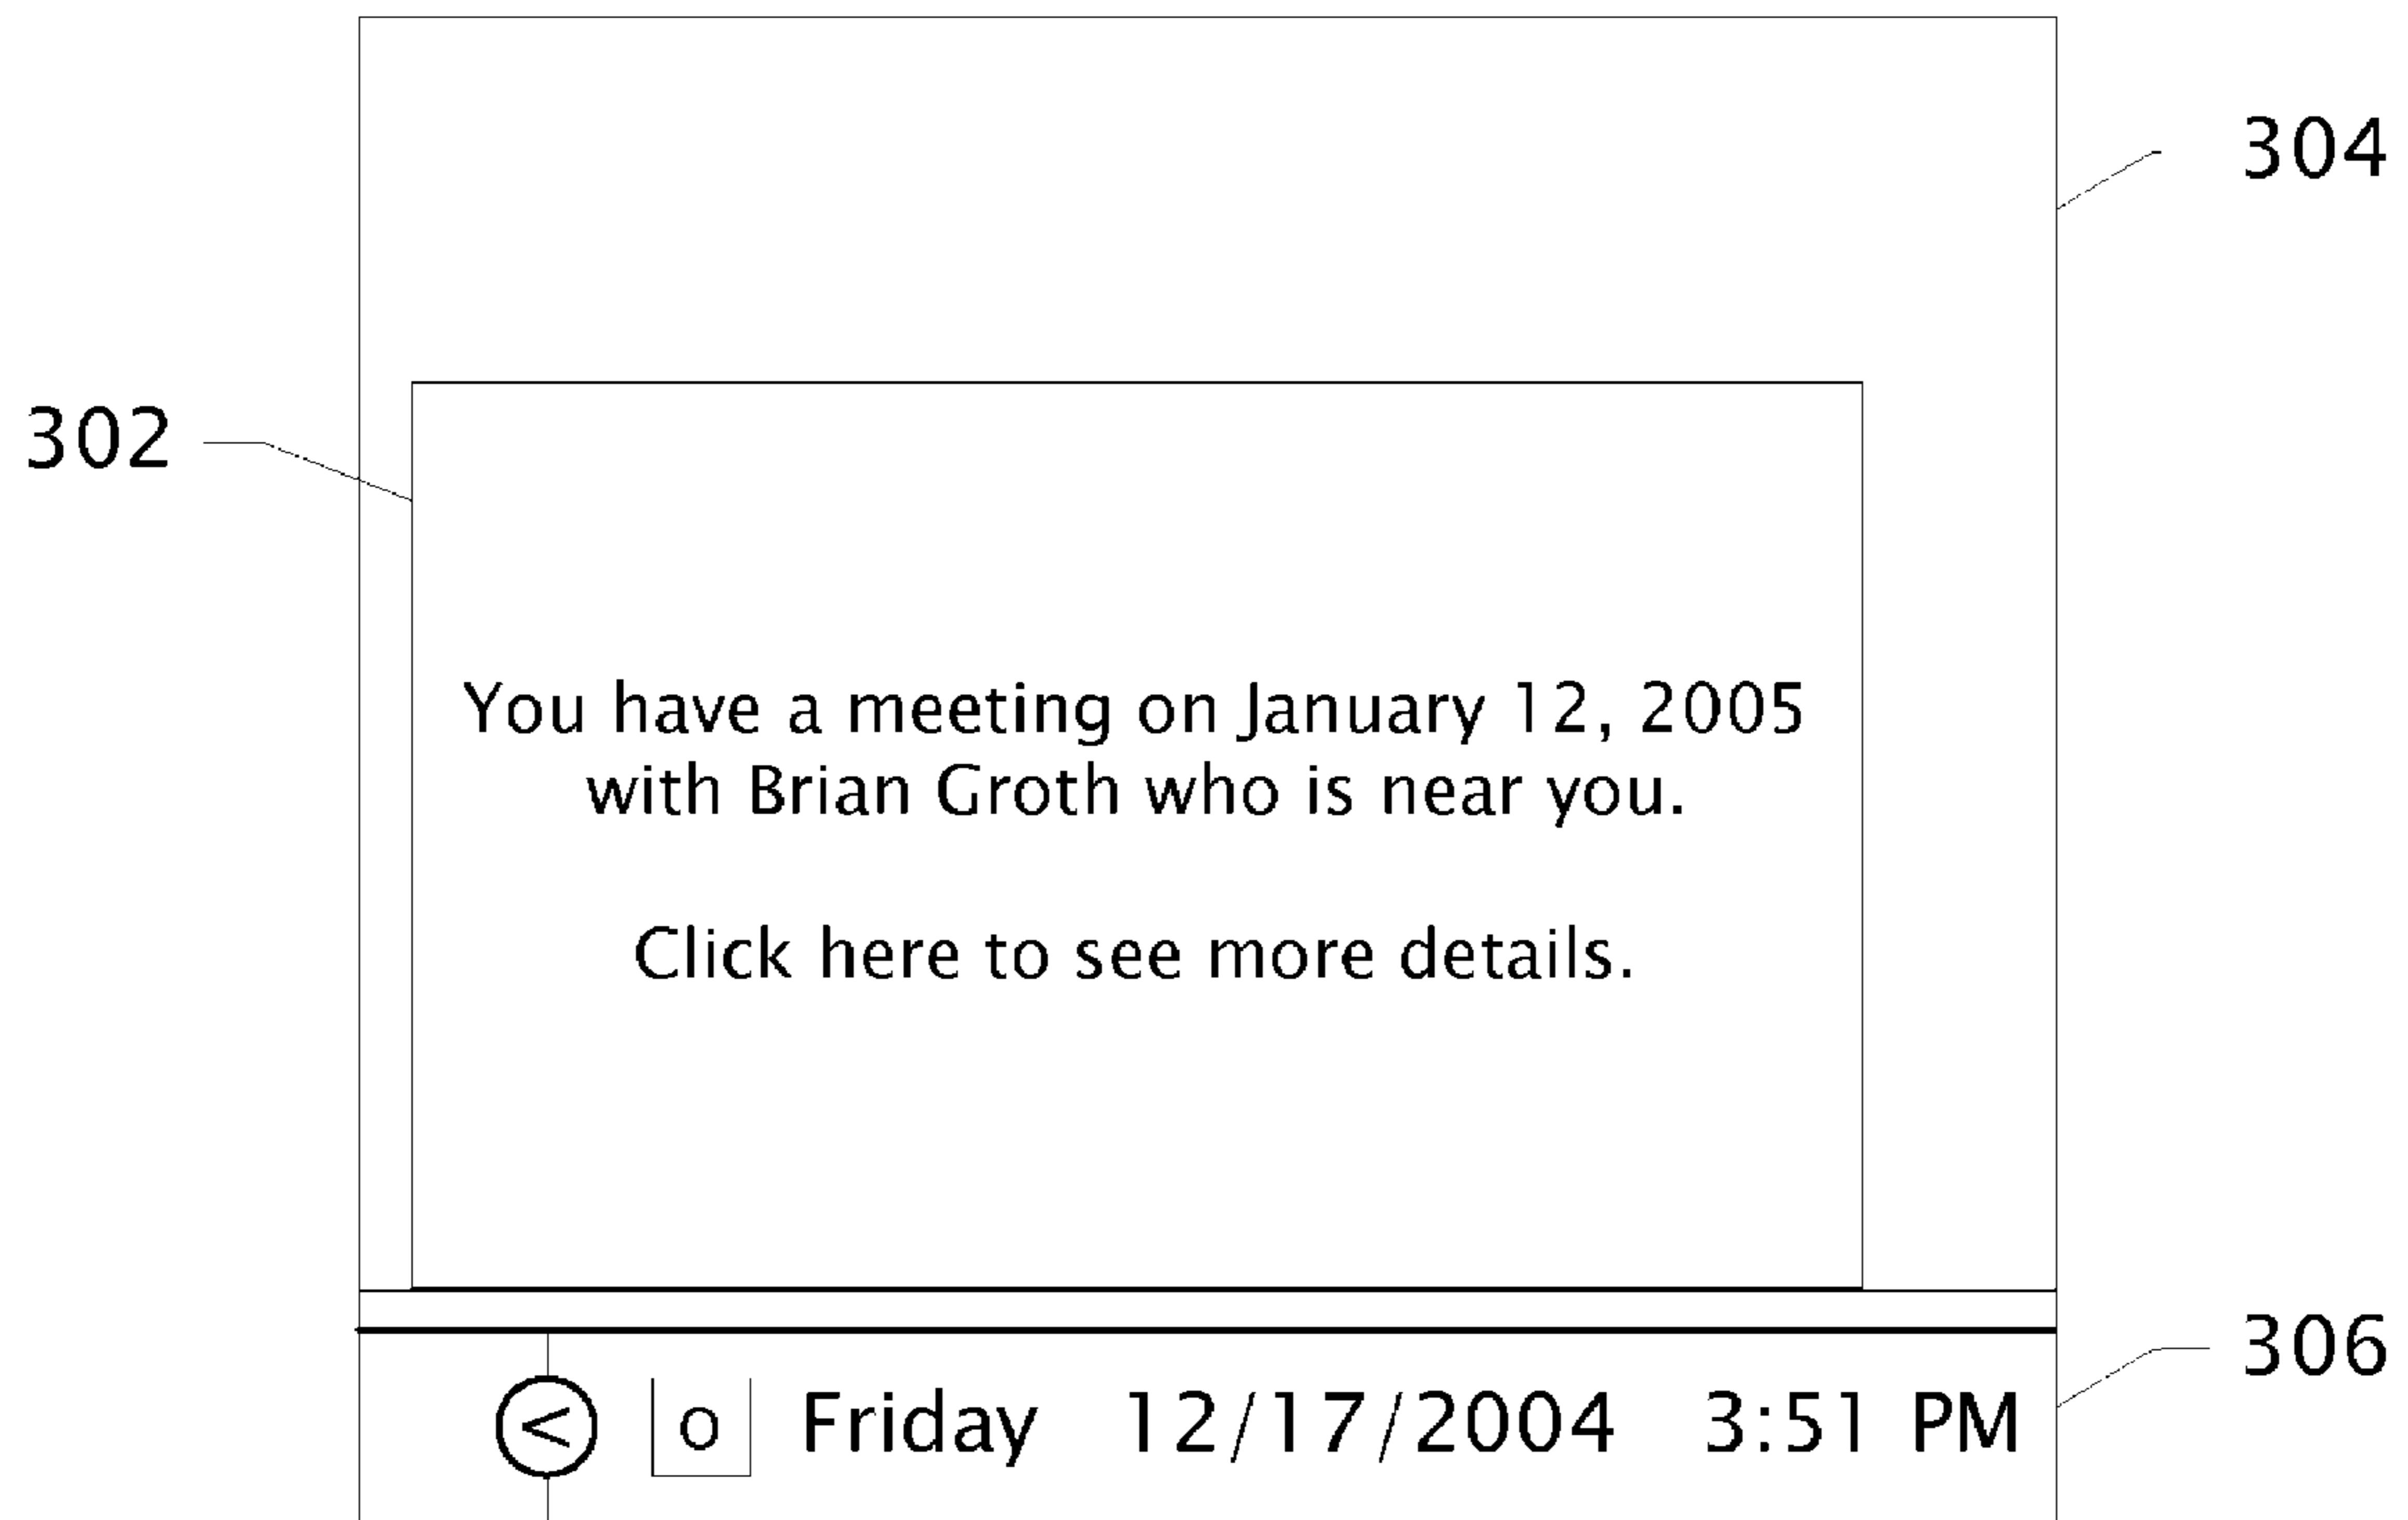 304
302
You have a meeting on January 12, 2005
with Brian Groth who is near you.
Click here to see more details.
306
< o Friday 12/17/2004 3:51 PM